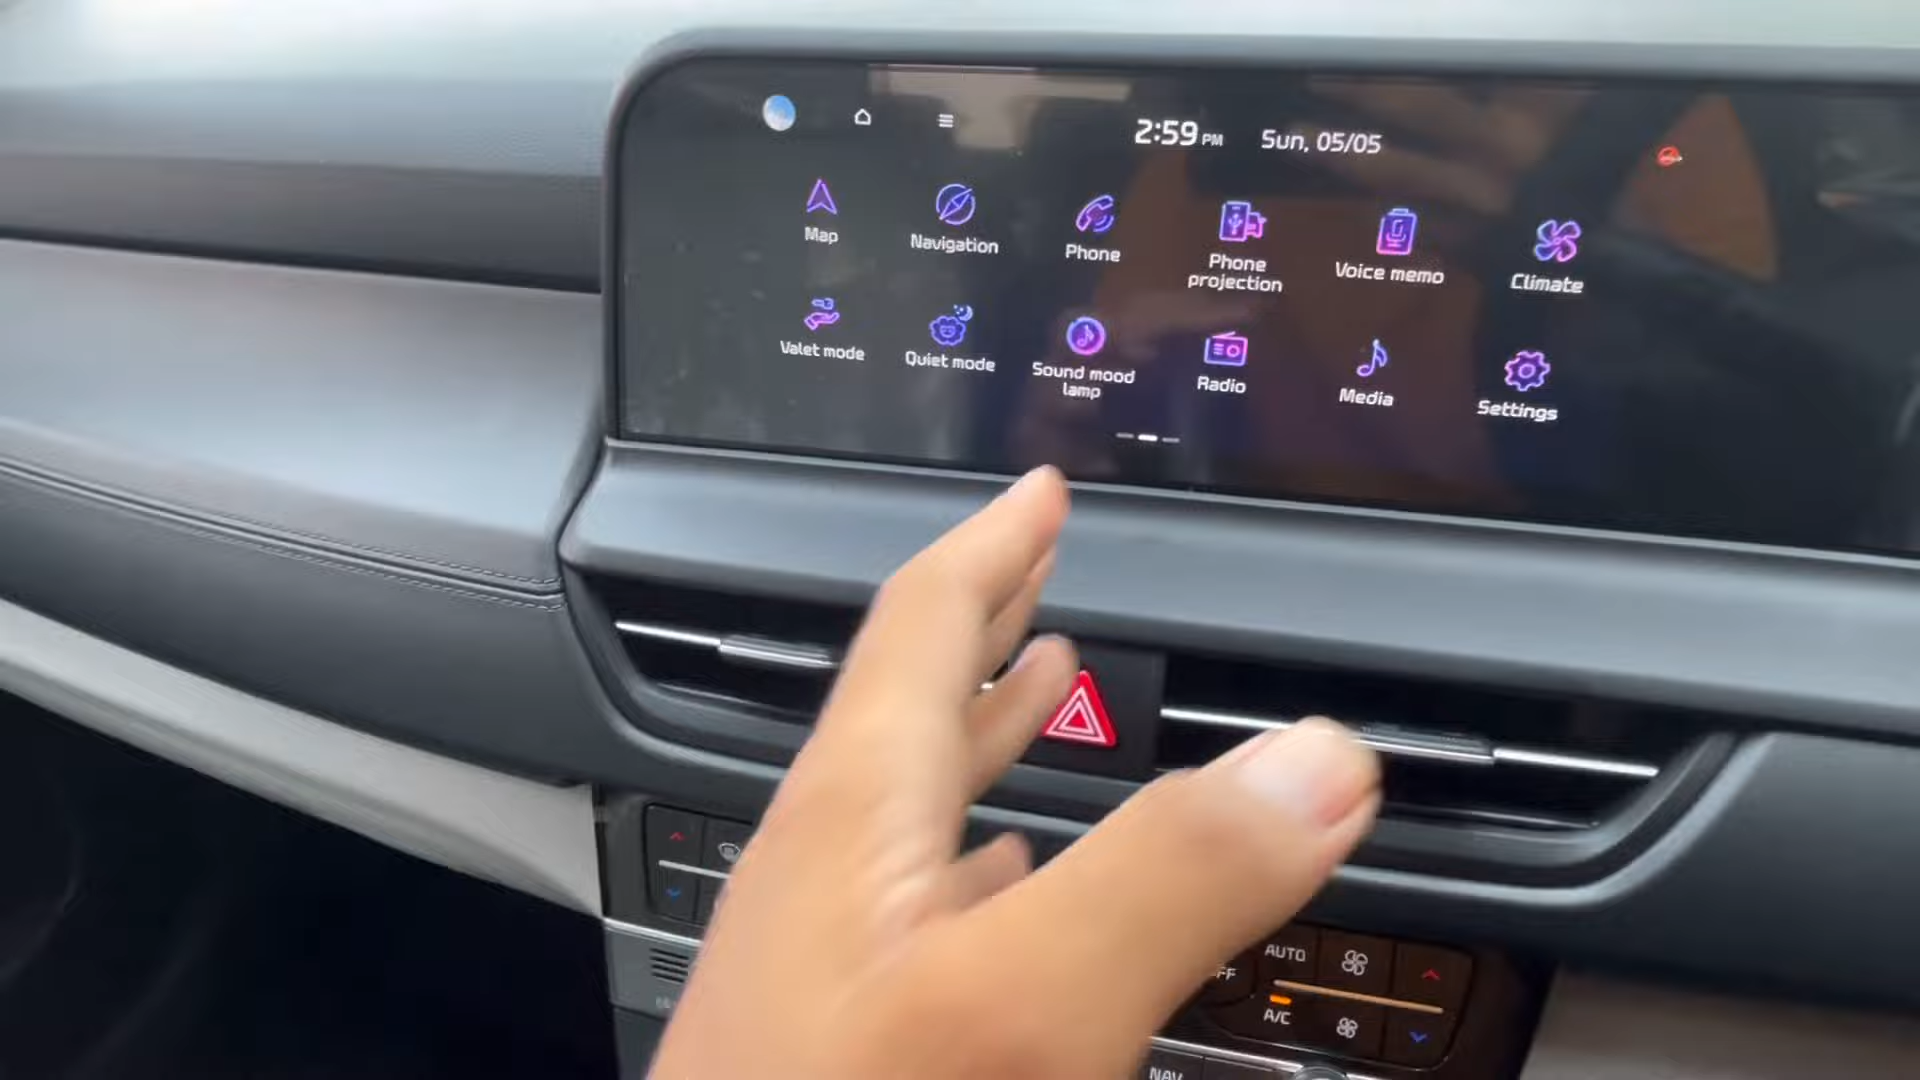 2:59 PM Sun, 05/05
Map
Navigation
Phone
Phone
projection
Voice memo
Climate
Valet mode
Quiet mode
Sound mood
lamp
Radio
Media
Settings
AUTO
A/C
NAV